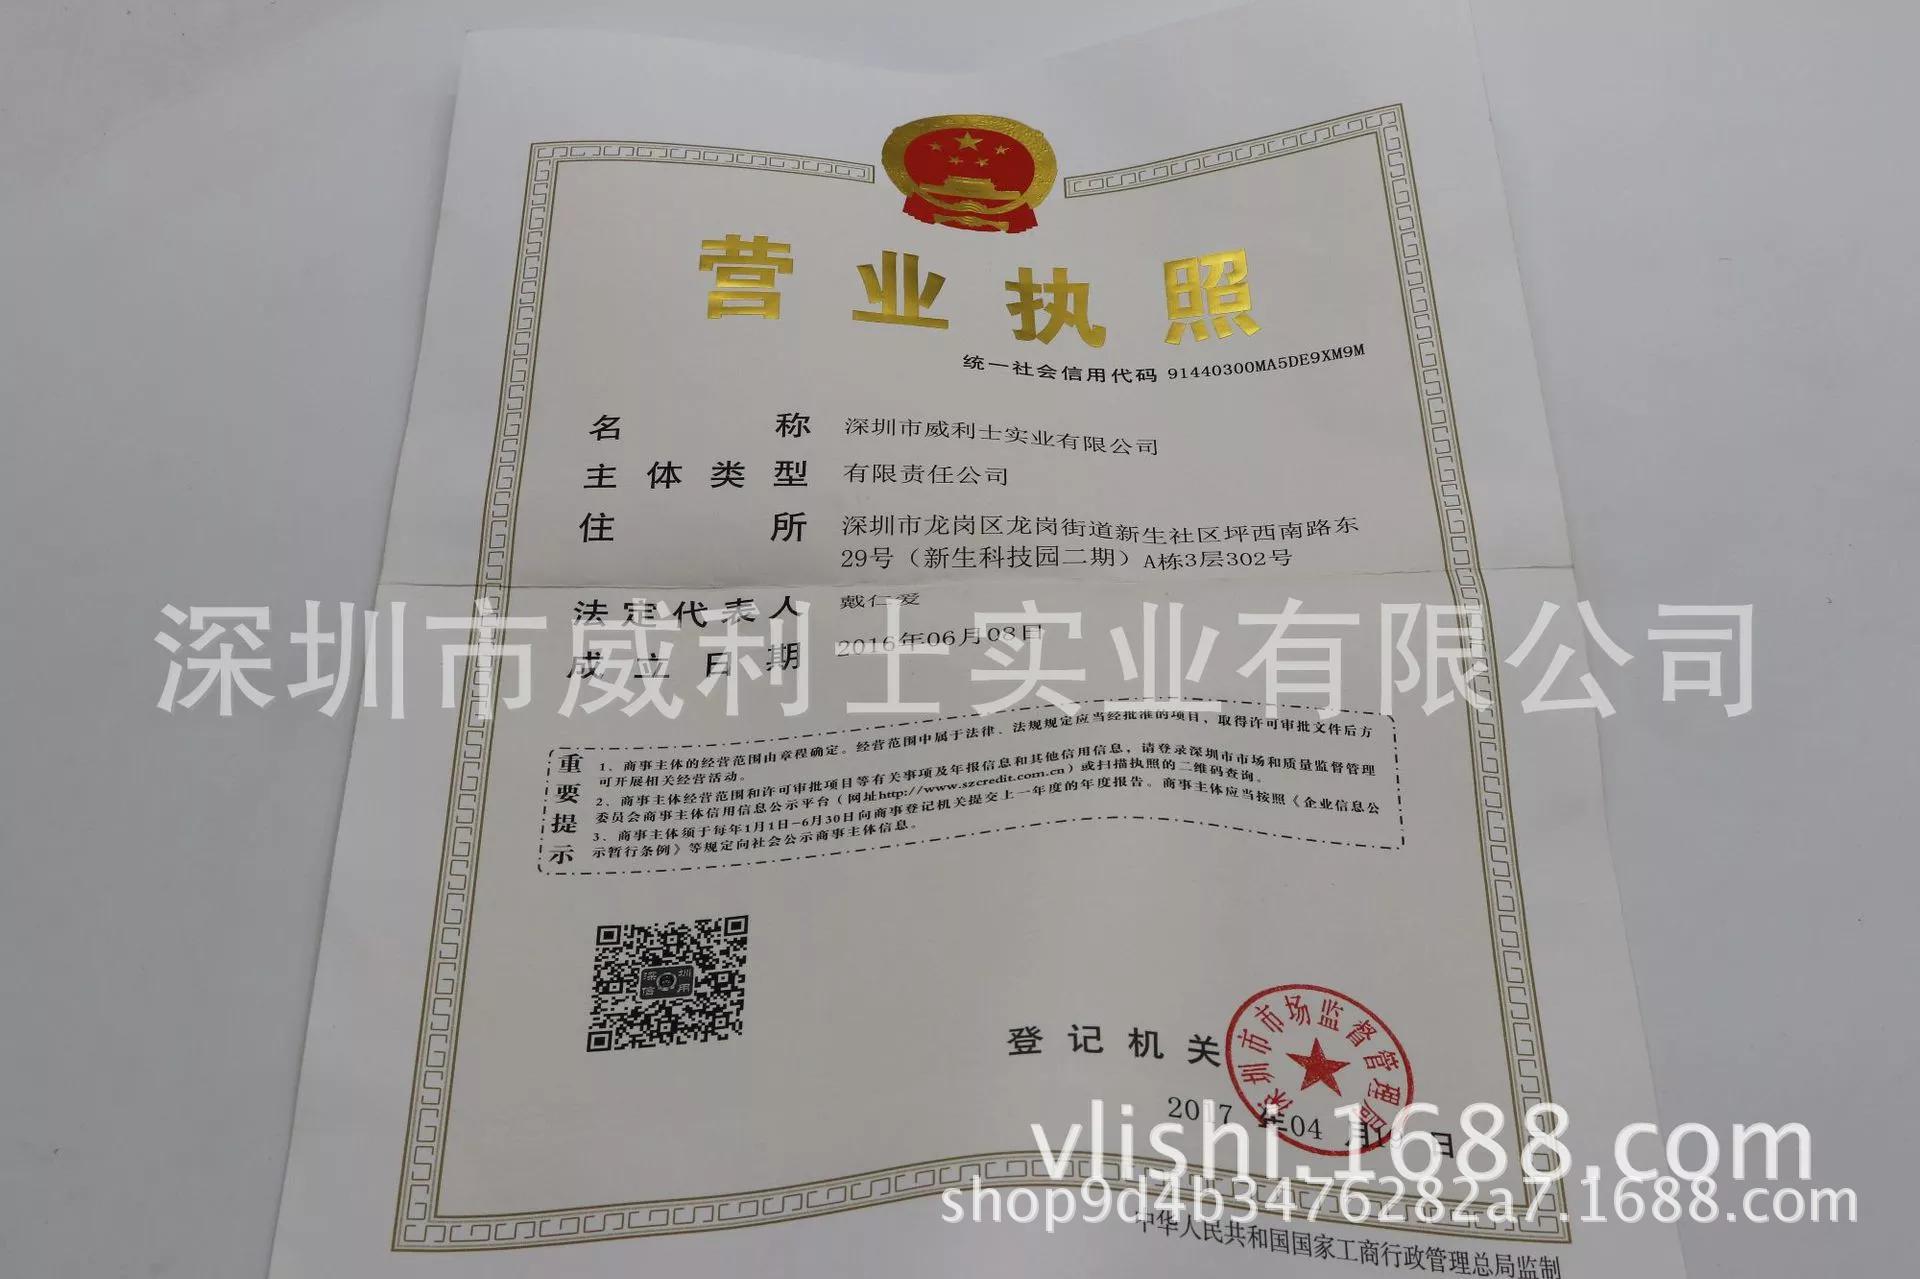 营业执照
统一社会信用代码 91440300MA5DE9XM9M
名称 深圳市威利士实业有限公司
主体类型 有限责任公司
住所 深圳市龙岗区龙岗街道新生社区坪西南路东
29号（新生科技园二期）A栋3层302号
法定代表人 戴仁爱
成立日期 2016年06月08日
深圳市威利士实业有限公司
重要提示
1、商事主体的经营范围由章程确定。经营范围中属于法律、法规规定应当经批准的项目，取得许可审批文件后方
可开展相关经营活动。
2、商事主体经营范围和许可审批项目等有关事项及年报信息和其他信用信息，请登录深圳市市场和质量监督管理
委员会商事主体信用信息公示平台（网址http://www.szcredit.com.cn）或扫描执照的二维码查询。
3、商事主体须于每年1月1日-6月30日向商事登记机关提交上一年度的年度报告。商事主体应当按照《企业信息公
示暂行条例》等规定向社会公示商事主体信息。
深圳
信用
登记机关
深圳市市场监督管理局
2017年04月19日
vlishi.1688.com
shop9d4b3476282a7.1688.com
中华人民共和国国家工商行政管理总局监制